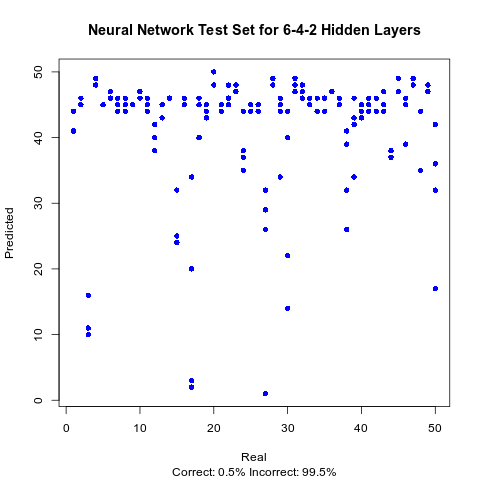 Neural Network Test Set for 6-4-2 Hidden Layers
Predicted
50
40
30
20
10
0
0 10 20 30 40 50
Real
Correct: 0.5% Incorrect: 99.5%